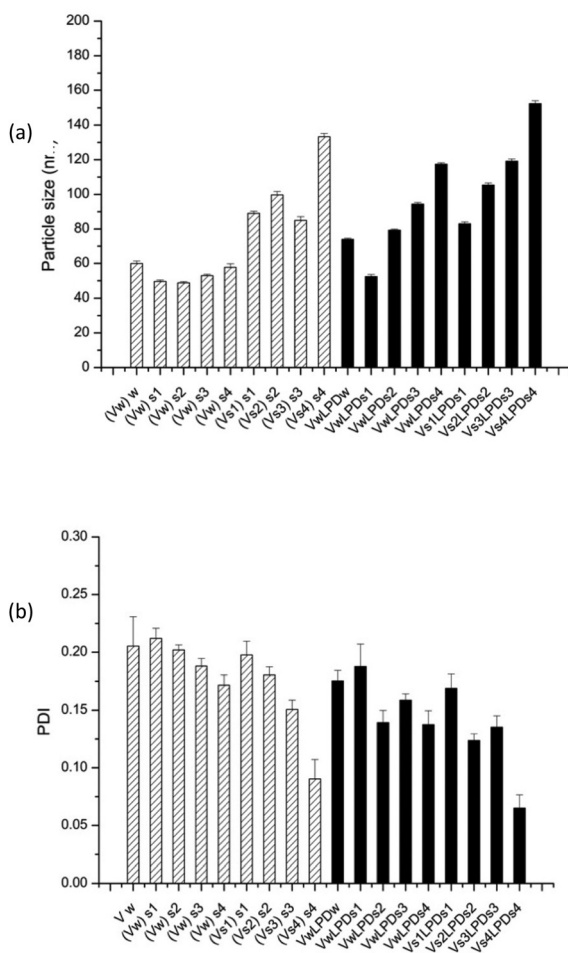 (a)
Particle size (nr..,
200
180
160
140
120
100
80
60
40
20
0
(Vw) w
(Vw) s1
(Vw) s2
(Vw) s3
(Vw) s4
(Vs1) s1
(Vs2) s2
(Vs3) s3
(Vs4) s4
VwLPDw
VwLPDs1
VwLPDs2
VwLPDs3
VwLPDs4
Vs1LPDs1
Vs2LPDs2
Vs3LPDs3
Vs4LPDs4
(b)
PDI
0.30
0.25
0.20
0.15
0.10
0.05
0.00
V w
(Vw) s1
(Vw) s2
(Vw) s3
(Vw) s4
(Vs1) s1
(Vs2) s2
(Vs3) s3
(Vs4) s4
VwLPDw
VwLPDs1
VwLPDs2
VwLPDs3
VwLPDs4
Vs1LPDs1
Vs2LPDs2
Vs3LPDs3
Vs4LPDs4